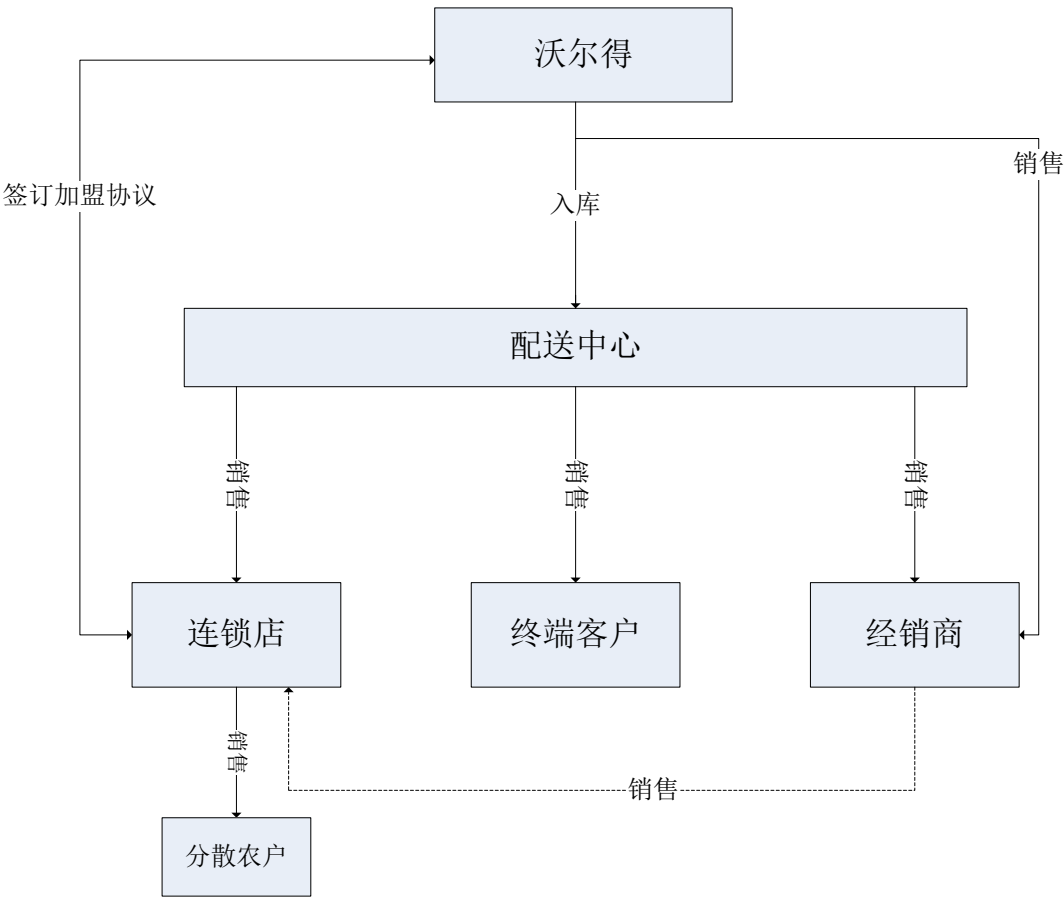 沃尔得
销售
签订加盟协议
入库
配送中心
销售
销售
销售
连锁店
终端客户
经销商
销售
销售
分散农户